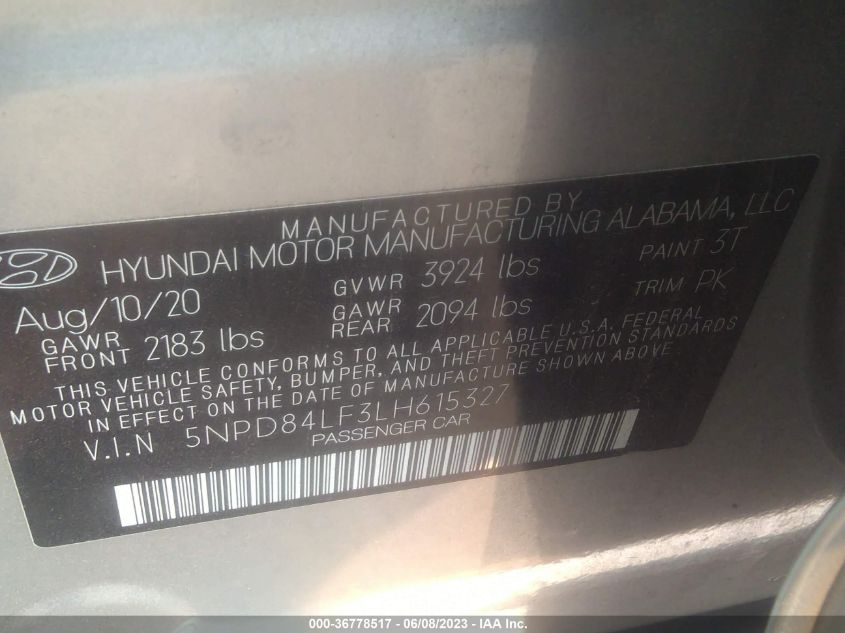 MANUFACTURED BY
HYUNDAI MOTOR MANUFACTURING ALABAMA, LLC
Aug/10/20 GVWR 3924 lbs PAINT 3T
GAWR FRONT 2183 lbs GAWR REAR 2094 lbs TRIM PK
THIS VEHICLE CONFORMS TO ALL APPLICABLE U.S.A. FEDERAL
MOTOR VEHICLE SAFETY, BUMPER, AND THEFT PREVENTION STANDARDS
IN EFFECT ON THE DATE OF MANUFACTURE SHOWN ABOVE
V.I.N 5NPD84LF3LH615327
PASSENGER CAR
000-36778517 - 06/08/2023 - IAA Inc.